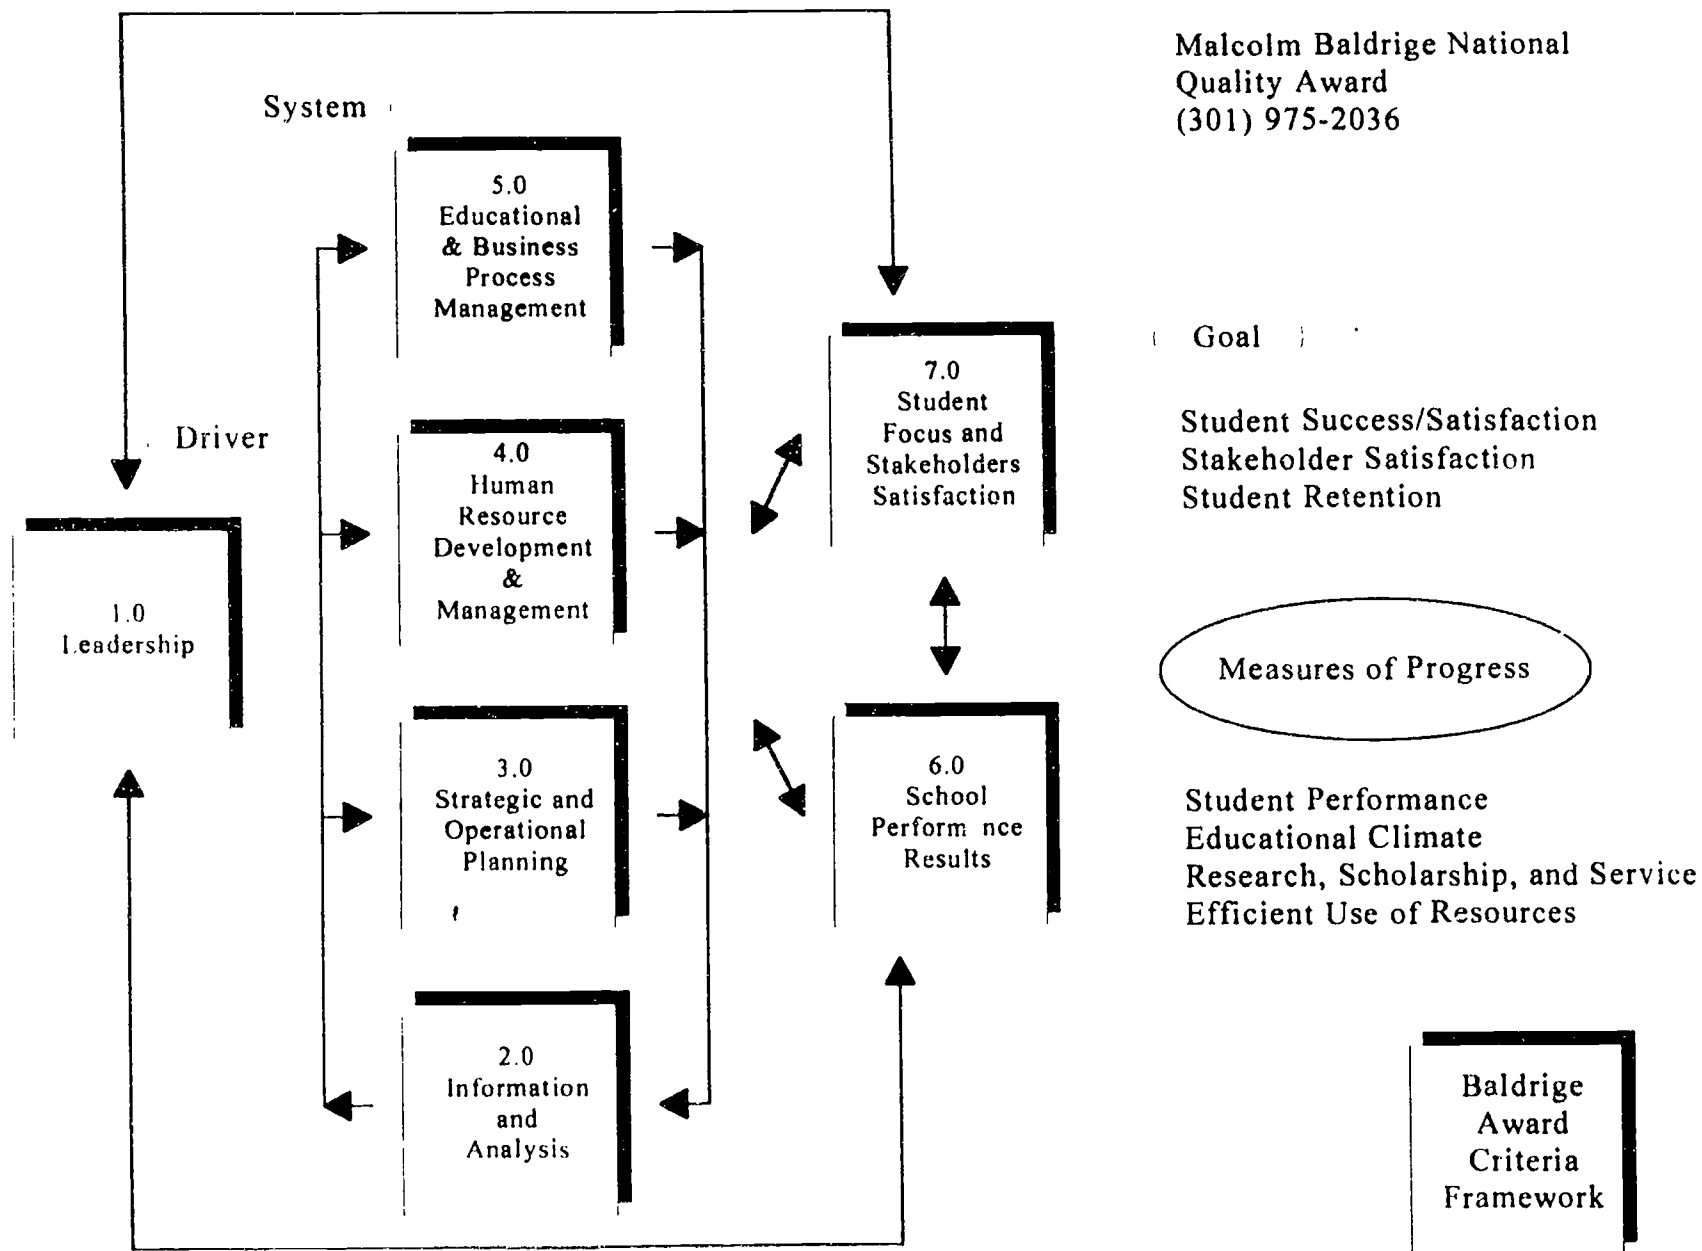 Malcolm Baldrige National
Quality Award
(301) 975-2036
System
5.0
Educational
& Business
Process
Management
Driver
4.0
Human
Resource
Development
&
Management
1.0
Leadership
3.0
Strategic and
Operational
Planning
2.0
Information
and
Analysis
7.0
Student
Focus and
Stakeholders
Satisfaction
6.0
School
Perform nce
Results
Goal
Student Success/Satisfaction
Stakeholder Satisfaction
Student Retention
Measures of Progress
Student Performance
Educational Climate
Research, Scholarship, and Service
Efficient Use of Resources
Baldrige
Award
Criteria
Framework